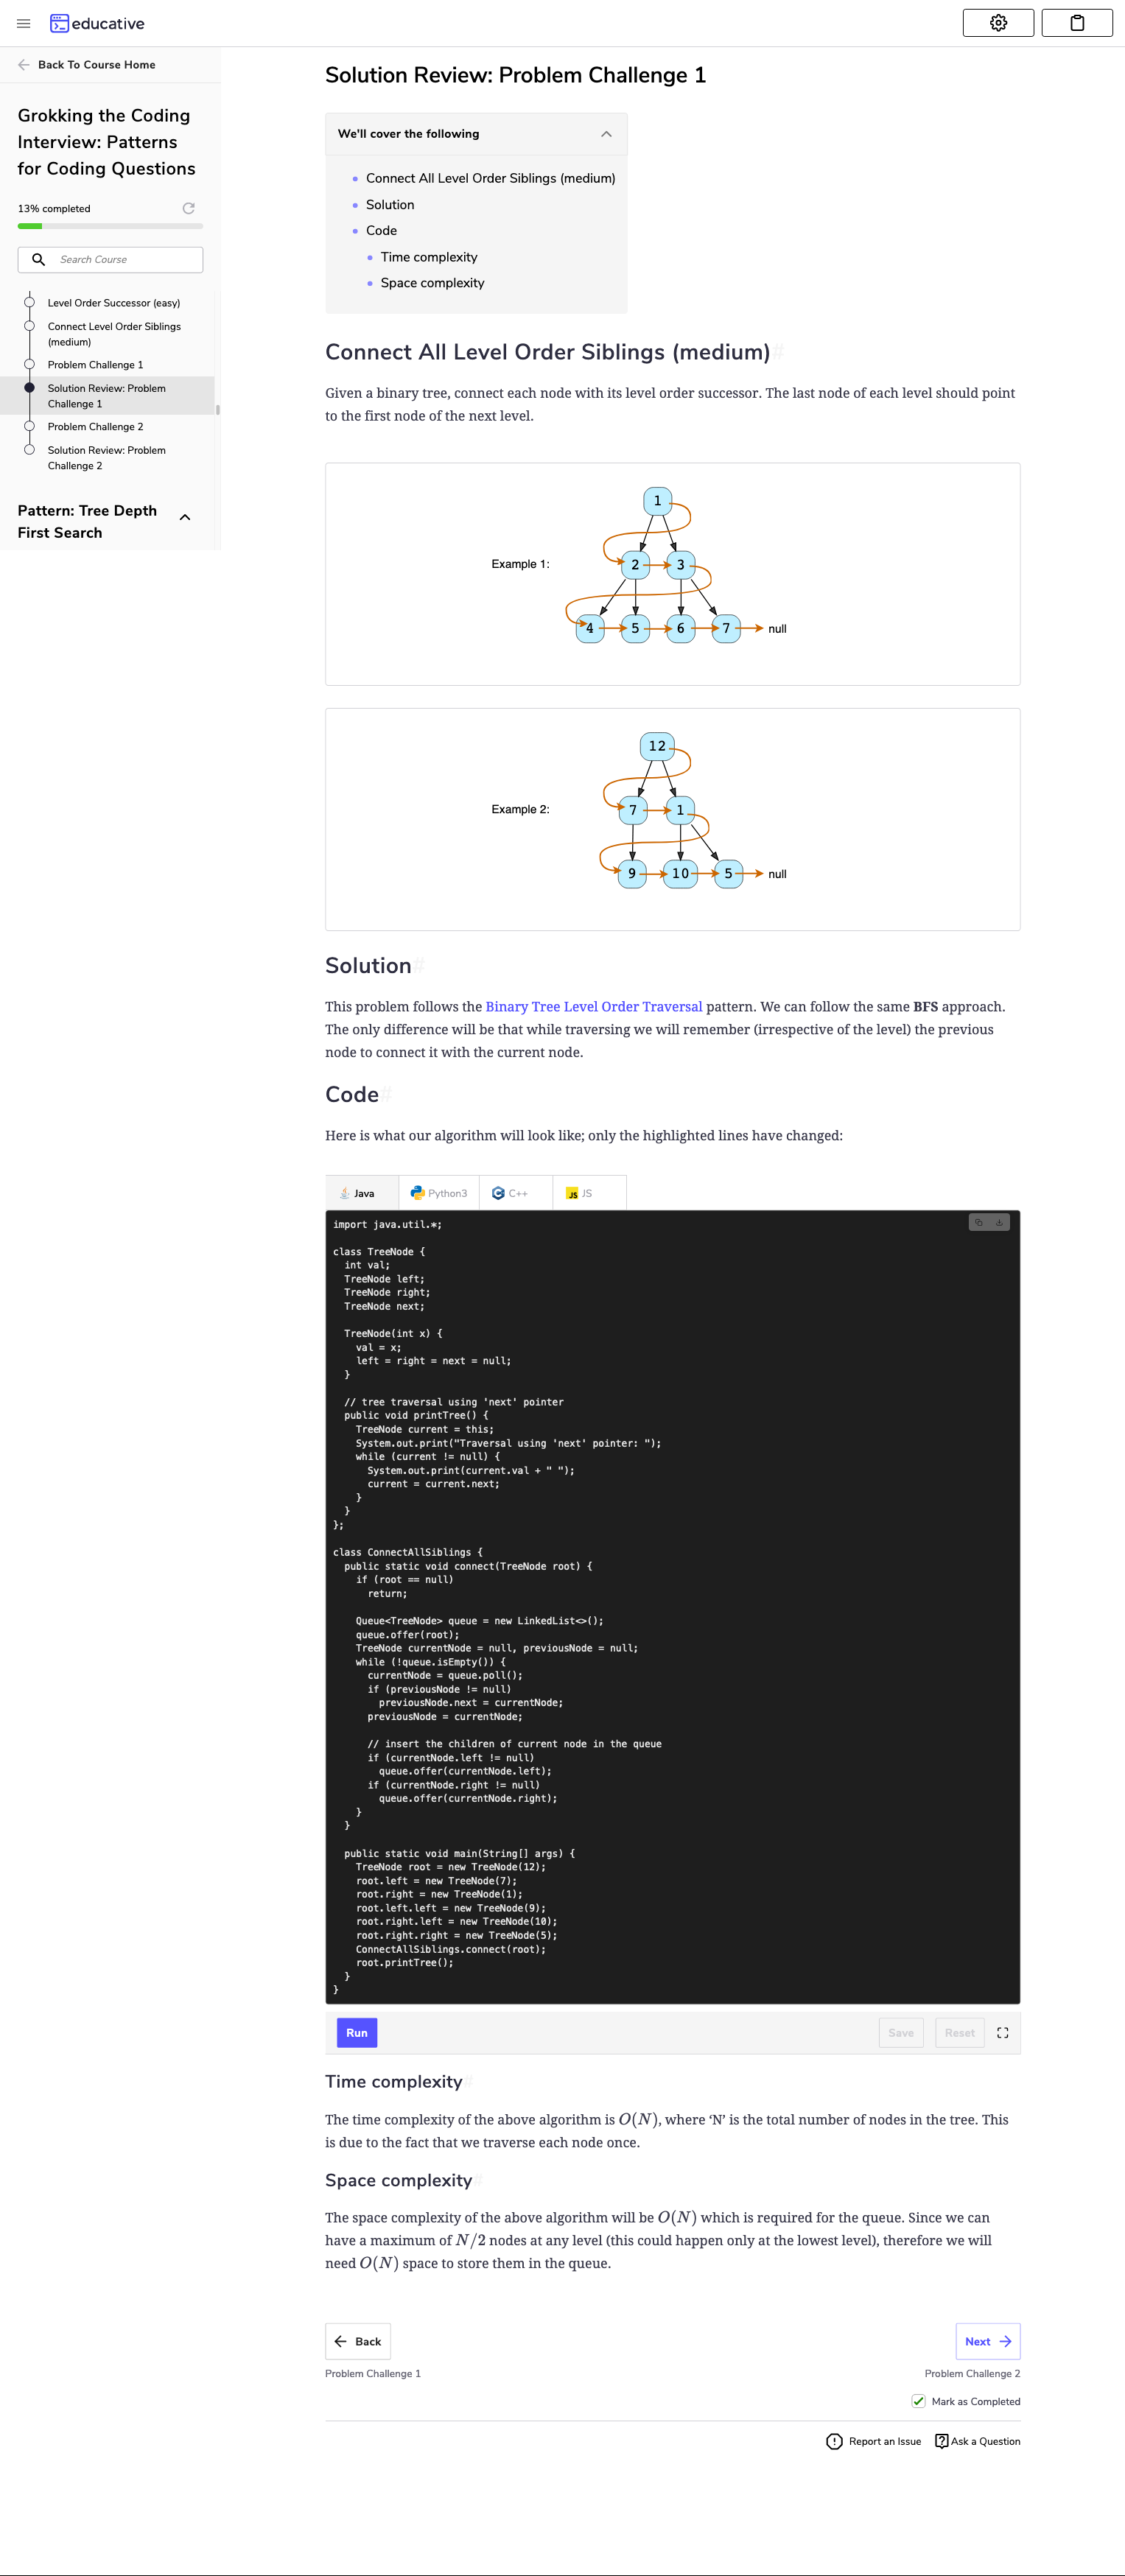 educative
Back To Course Home
Grokking the Coding
Interview: Patterns
for Coding Questions
13% completed
Search Course
Level Order Successor (easy)
Connect Level Order Siblings
(medium)
Problem Challenge 1
Solution Review: Problem
Challenge 1
Problem Challenge 2
Solution Review: Problem
Challenge 2
Pattern: Tree Depth
First Search
Solution Review: Problem Challenge 1
We'll cover the following
Connect All Level Order Siblings (medium)
Solution
Code
Time complexity
Space complexity
Connect All Level Order Siblings (medium)#
Given a binary tree, connect each node with its level order successor. The last node of each level should point
to the first node of the next level.
1
Example 1:
2 3
4 5 6 7 null
12
Example 2:
7 1
9 10 5 null
Solution#
This problem follows the Binary Tree Level Order Traversal pattern. We can follow the same BFS approach.
The only difference will be that while traversing we will remember (irrespective of the level) the previous
node to connect it with the current node.
Code#
Here is what our algorithm will look like; only the highlighted lines have changed:
Java Python3 C++ JS JS
import java.util.*;
class TreeNode {
int val;
TreeNode left;
TreeNode right;
TreeNode next;
TreeNode(int x) {
val = x;
left = right = next = null;
}
// tree traversal using 'next' pointer
public void printTree() {
TreeNode current = this;
System.out.print("Traversal using 'next' pointer: ");
while (current != null) {
System.out.print(current.val + " ");
current = current.next;
}
}
};
class ConnectAllSiblings {
public static void connect(TreeNode root) {
if (root == null)
return;
Queue<TreeNode> queue = new LinkedList<>();
queue.offer(root);
TreeNode currentNode = null, previousNode = null;
while (!queue.isEmpty()) {
currentNode = queue.poll();
if (previousNode != null)
previousNode.next = currentNode;
previousNode = currentNode;
// insert the children of current node in the queue
if (currentNode.left != null)
queue.offer(currentNode.left);
if (currentNode.right != null)
queue.offer(currentNode.right);
}
}
public static void main(String[] args) {
TreeNode root = new TreeNode(12);
root.left = new TreeNode(7);
root.right = new TreeNode(1);
root.left.left = new TreeNode(9);
root.right.left = new TreeNode(10);
root.right.right = new TreeNode(5);
ConnectAllSiblings.connect(root);
root.printTree();
}
}
Run Save Reset
Time complexity#
The time complexity of the above algorithm is O(N), where ‘N’ is the total number of nodes in the tree. This
is due to the fact that we traverse each node once.
Space complexity#
The space complexity of the above algorithm will be O(N) which is required for the queue. Since we can
have a maximum of N/2 nodes at any level (this could happen only at the lowest level), therefore we will
need O(N) space to store them in the queue.
Back Next
Problem Challenge 1 Problem Challenge 2
Mark as Completed
Report an Issue Ask a Question